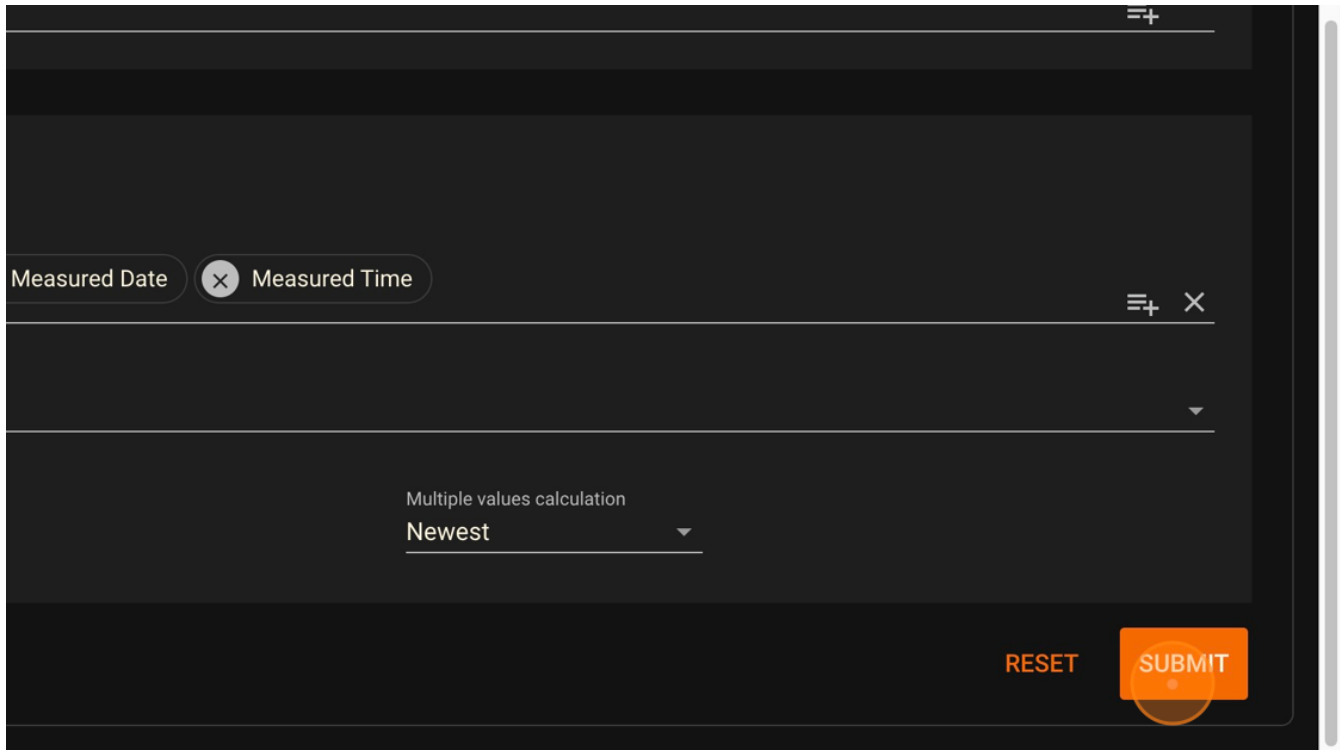 Measured Date Measured Time
Multiple values calculation
Newest
RESET SUBMIT